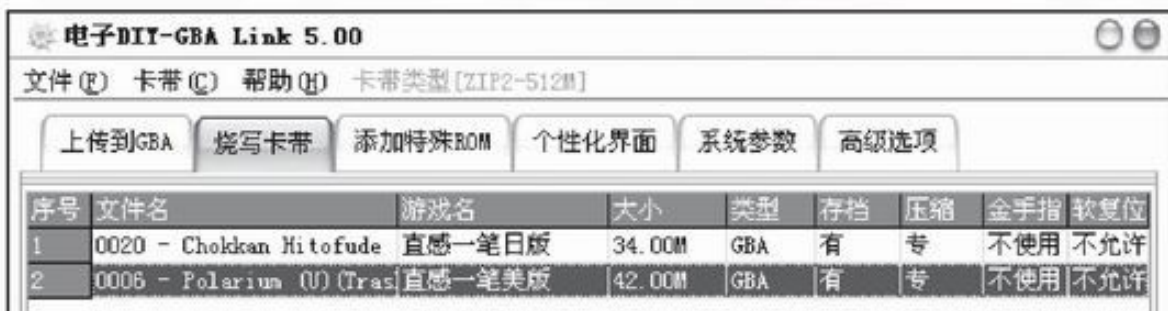 电子DIY-GBA Link 5.00
文件(F) 卡带(C) 帮助(H) 卡带类型[ZIP2-512M]
上传到GBA 烧写卡带 添加特殊ROM 个性化界面 系统参数 高级选项
序号 文件名 游戏名 大小 类型 存档 压缩 金手指 软复位
1 0020 - Chokkan Hitofude 直感一笔日版 34.00M GBA 有 专 不使用 不允许
2 0006 - Polarium (U)(Tras 直感一笔美版 42.00M GBA 有 专 不使用 不允许